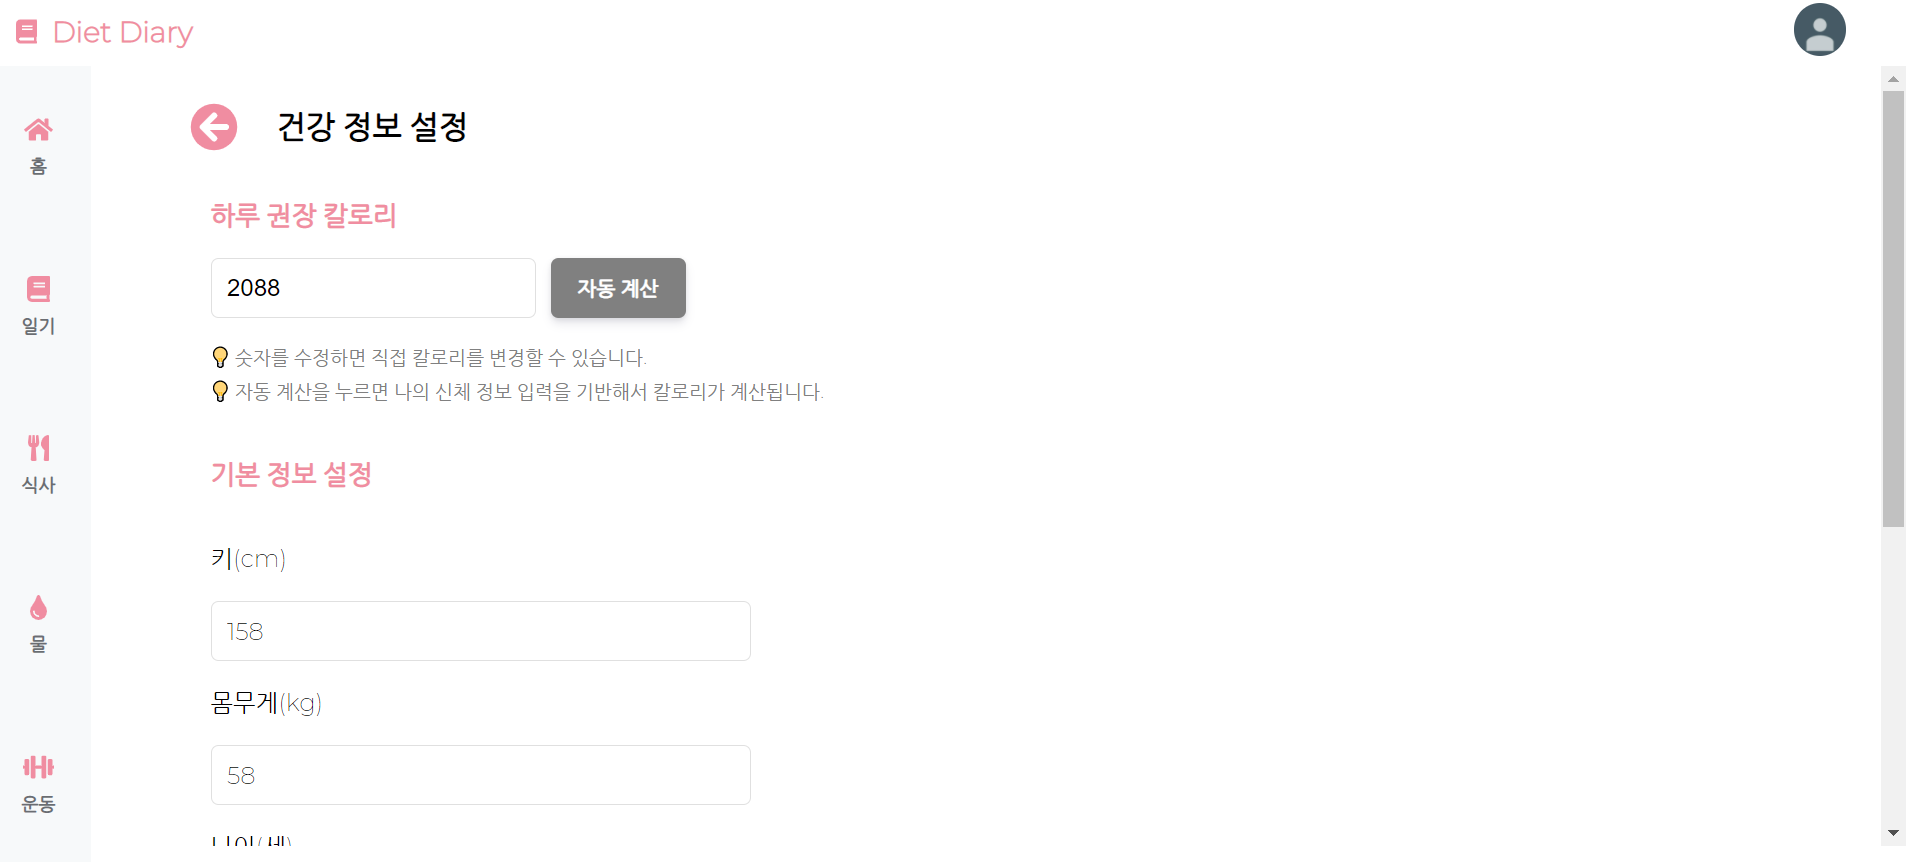 Diet Diary
홈
일기
식사
물
운동
건강 정보 설정
하루 권장 칼로리
2088
자동 계산
숫자를 수정하면 직접 칼로리를 변경할 수 있습니다.
자동 계산을 누르면 나의 신체 정보 입력을 기반해서 칼로리가 계산됩니다.
기본 정보 설정
키(cm)
158
몸무게(kg)
58
나이(세)